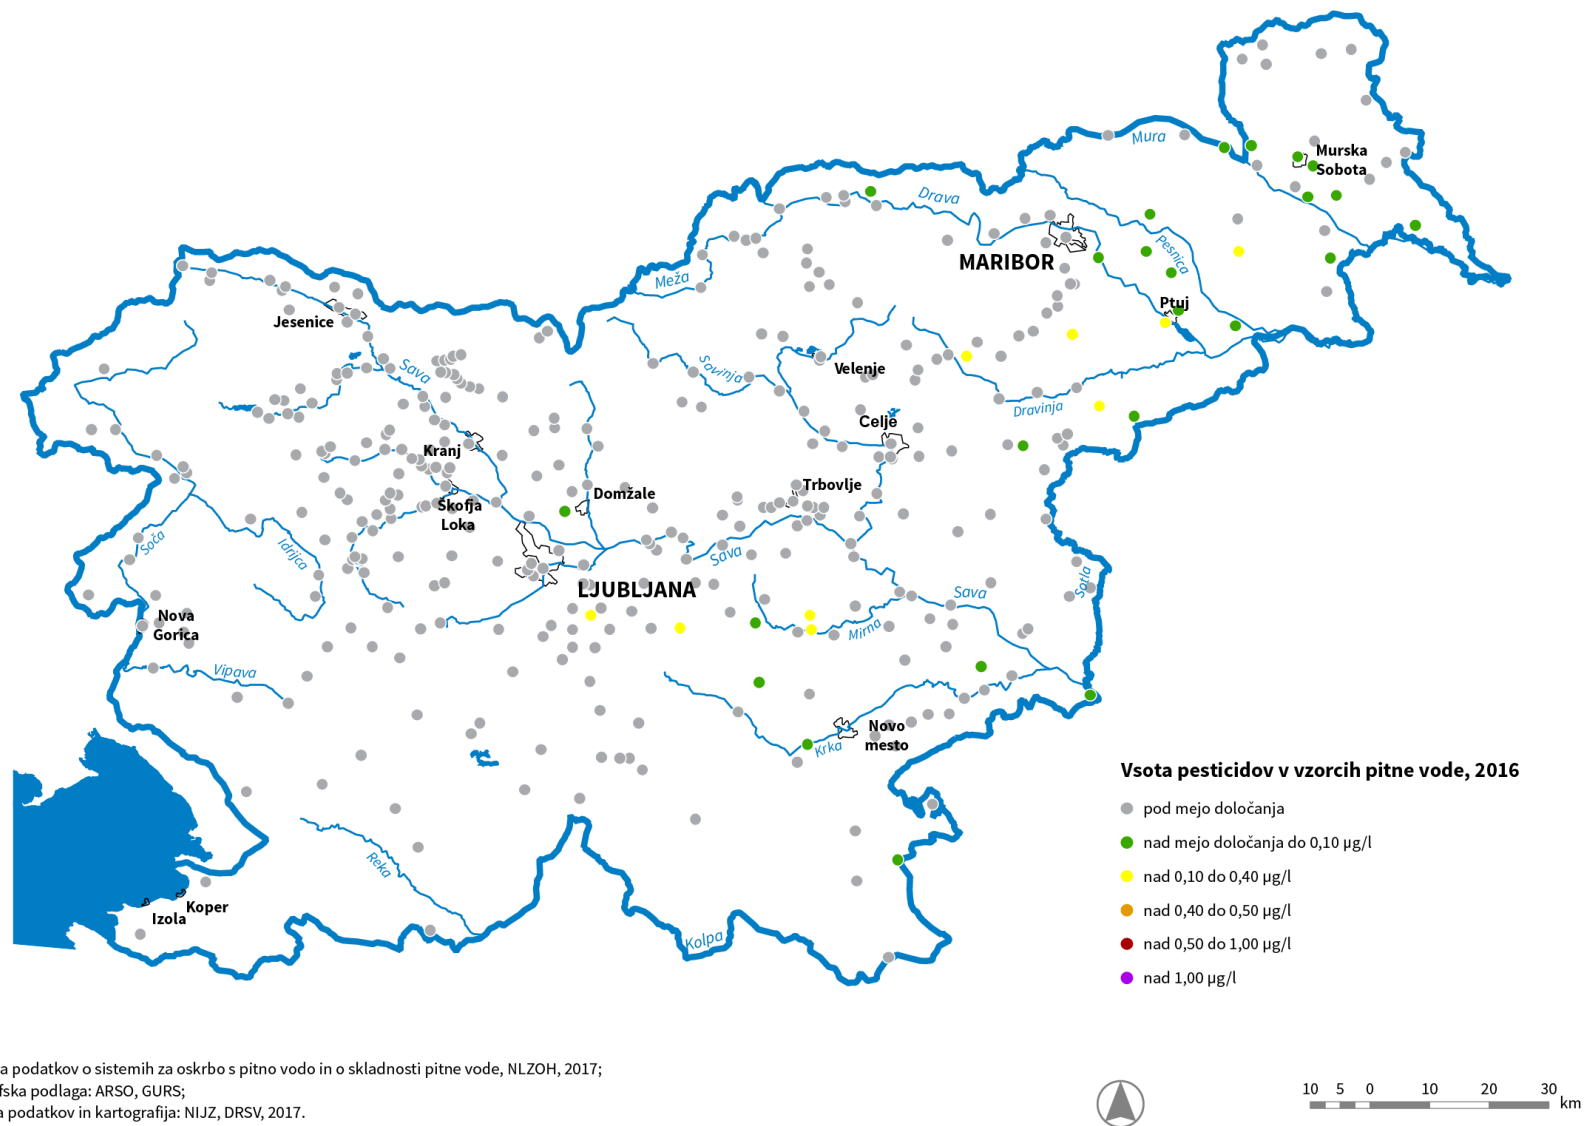 Mura
Murska
Sobota
Drava
MARIBOR
Pesnica
Meža
Ptuj
Jesenice
Sava
Savinja
Velenje
Dravinja
Celje
Kranj
Domžale
Trbovlje
Škofja
Loka
Soča
Idrijca
Sava
LJUBLJANA
Sava
Sotla
Nova
Gorica
Mirna
Vipava
Novo
mesto
Krka
Reka
Koper
Izola
Kolpa
Vsota pesticidov v vzorcih pitne vode, 2016
pod mejo določanja
nad mejo določanja do 0,10 µg/l
nad 0,10 do 0,40 µg/l
nad 0,40 do 0,50 µg/l
nad 0,50 do 1,00 µg/l
nad 1,00 µg/l
a podatkov o sistemih za oskrbo s pitno vodo in o skladnosti pitne vode, NLZOH, 2017;
fska podlaga: ARSO, GURS;
a podatkov in kartografija: NIJZ, DRSV, 2017.
10 5 0 10 20 30
km